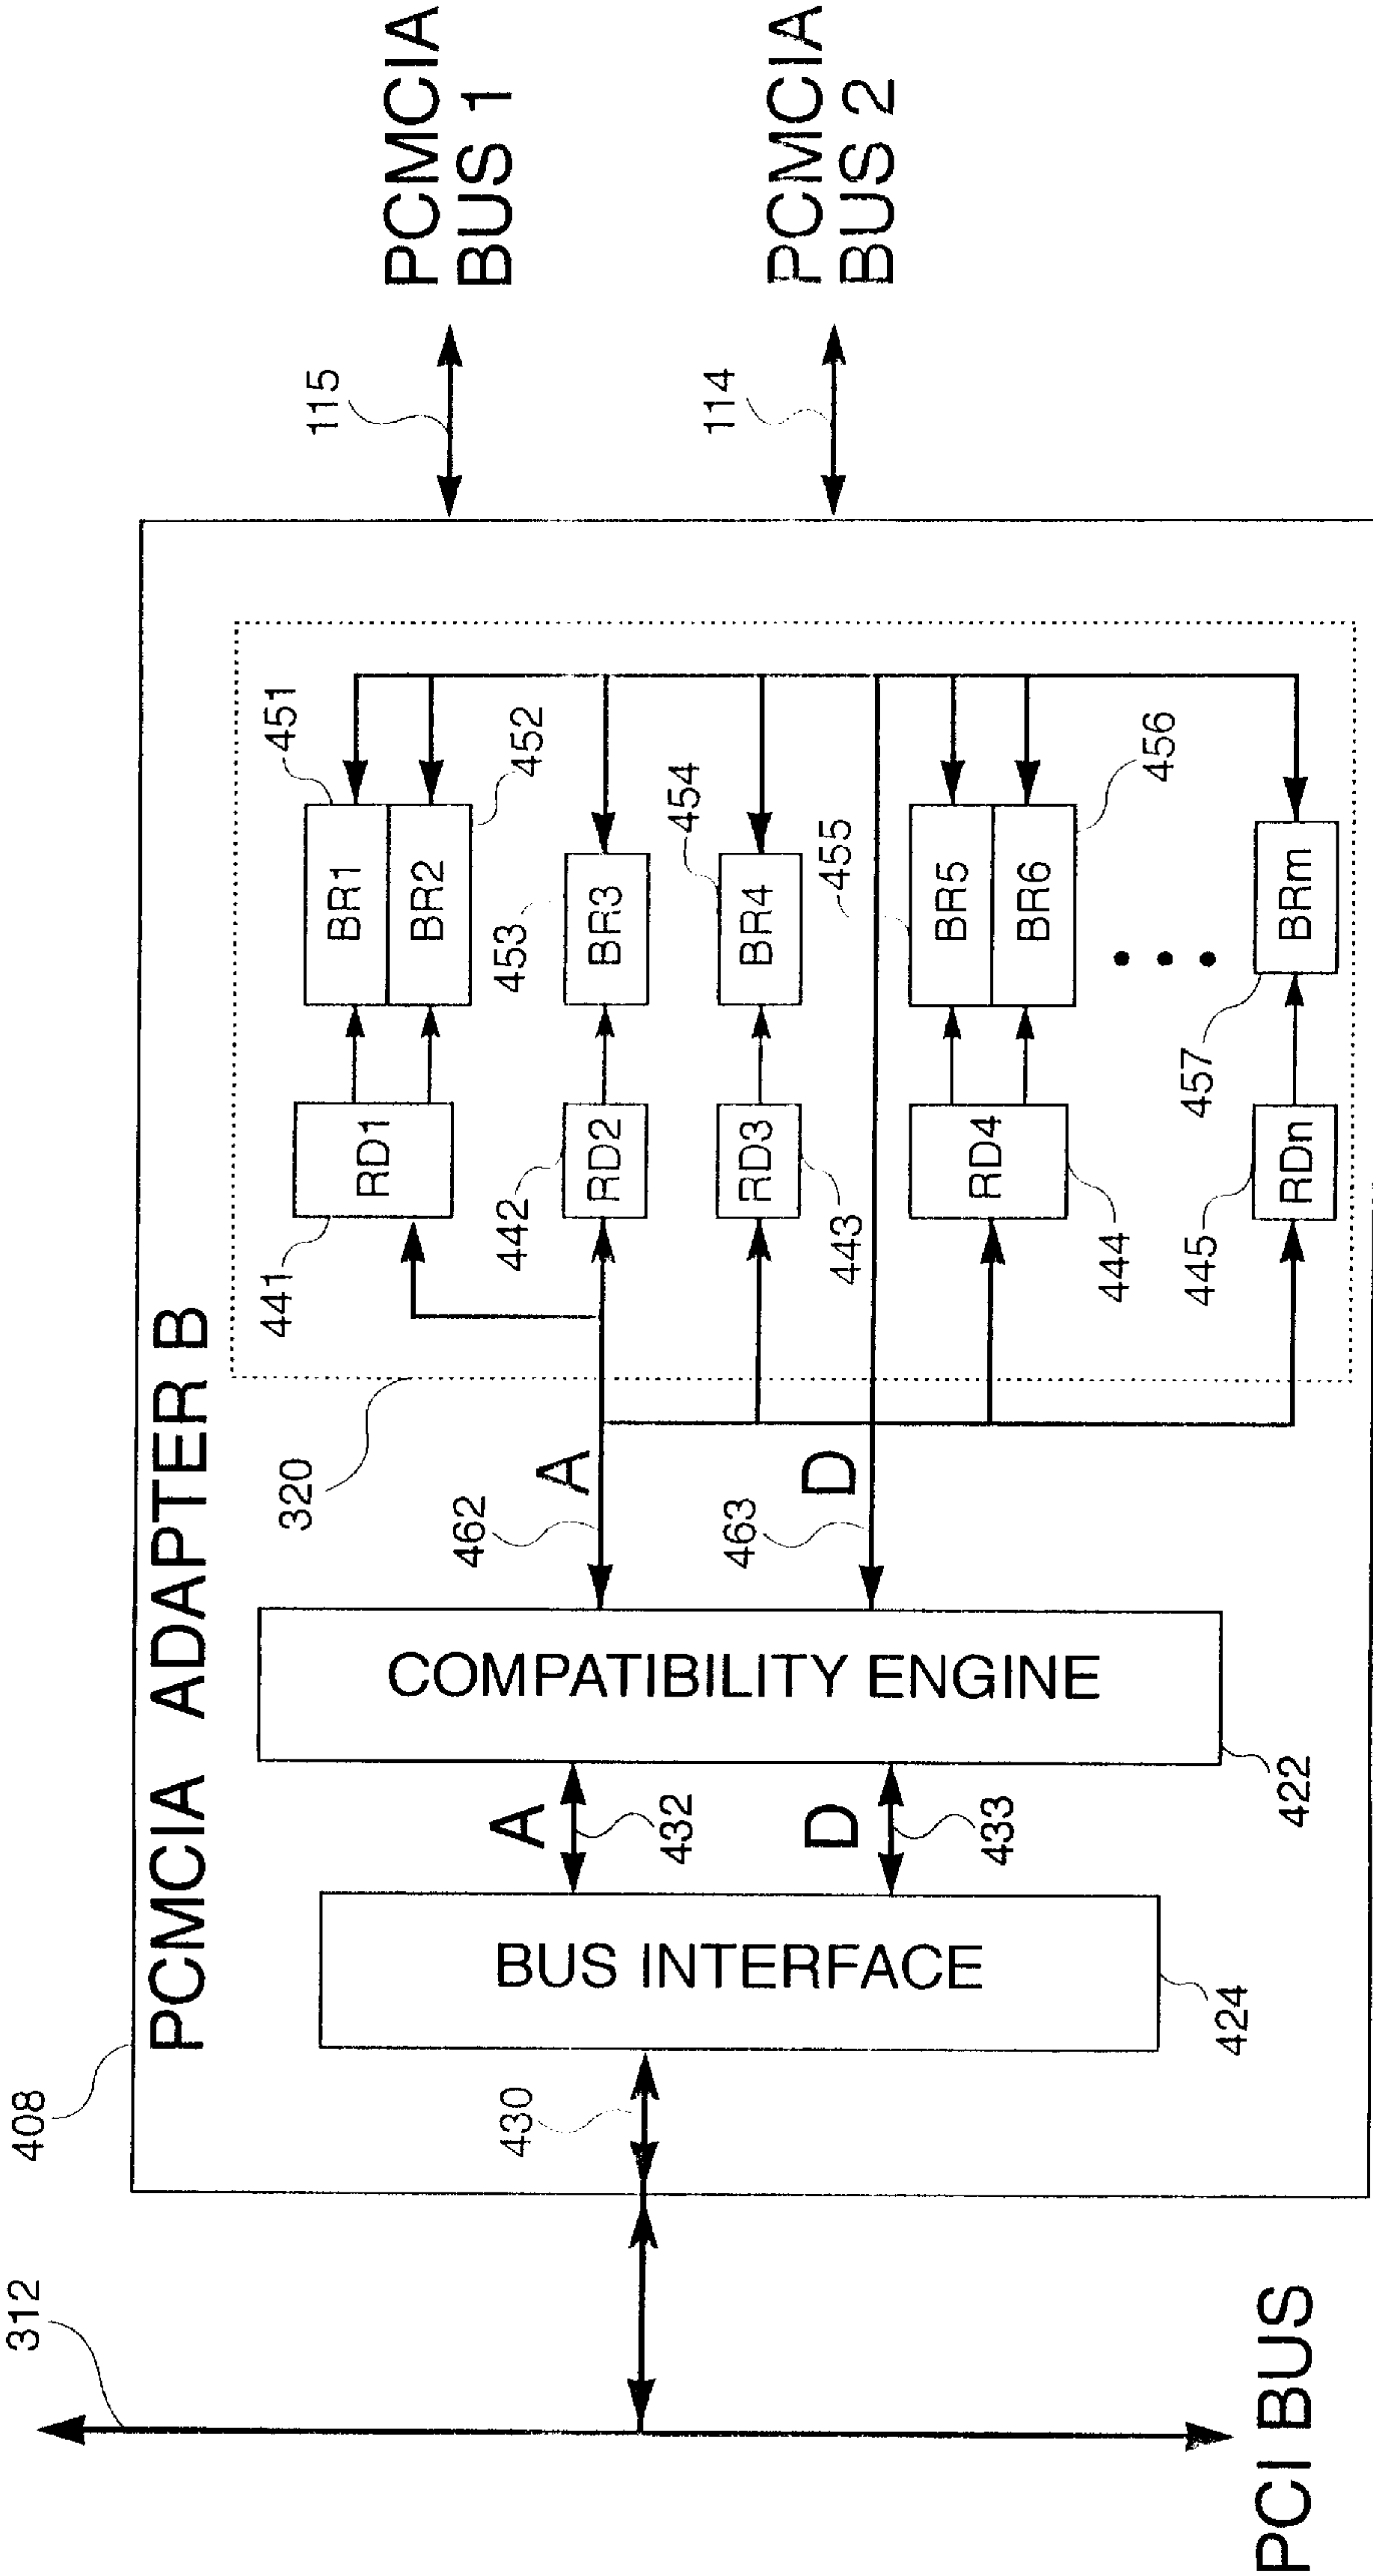 408
312
PCMCIA ADAPTER B
PCI BUS
430
BUS INTERFACE
424
A
432
D
433
COMPATIBILITY ENGINE
422
A
462
D
463
320
441
RD1
442
RD2
RD3
443
RD4
444
445
RDn
451
BR1
BR2
452
453
BR3
454
BR4
455
BR5
BR6
456
457
BRm
115
PCMCIA
BUS 1
114
PCMCIA
BUS 2